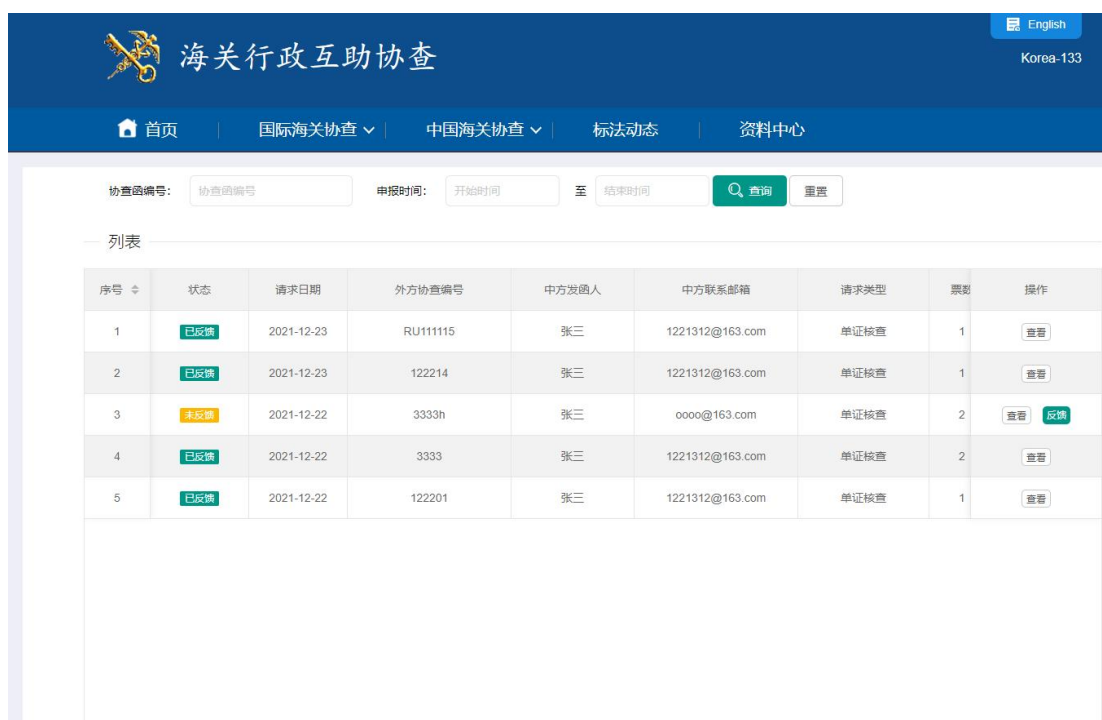 English
海关行政互助协查
Korea-133
首页 国际海关协查 中国海关协查 标法动态 资料中心
协查函编号： 协查函编号 申报时间： 开始时间 至 结束时间 查询 重置
列表
序号 状态 请求日期 外方协查编号 中方发函人 中方联系邮箱 请求类型 票数 操作
1 已反馈 2021-12-23 RU111115 张三 1221312@163.com 单证核查 1 查看
2 已反馈 2021-12-23 122214 张三 1221312@163.com 单证核查 1 查看
3 未反馈 2021-12-22 3333h 张三 oooo@163.com 单证核查 2 查看 反馈
4 已反馈 2021-12-22 3333 张三 1221312@163.com 单证核查 2 查看
5 已反馈 2021-12-22 122201 张三 1221312@163.com 单证核查 1 查看